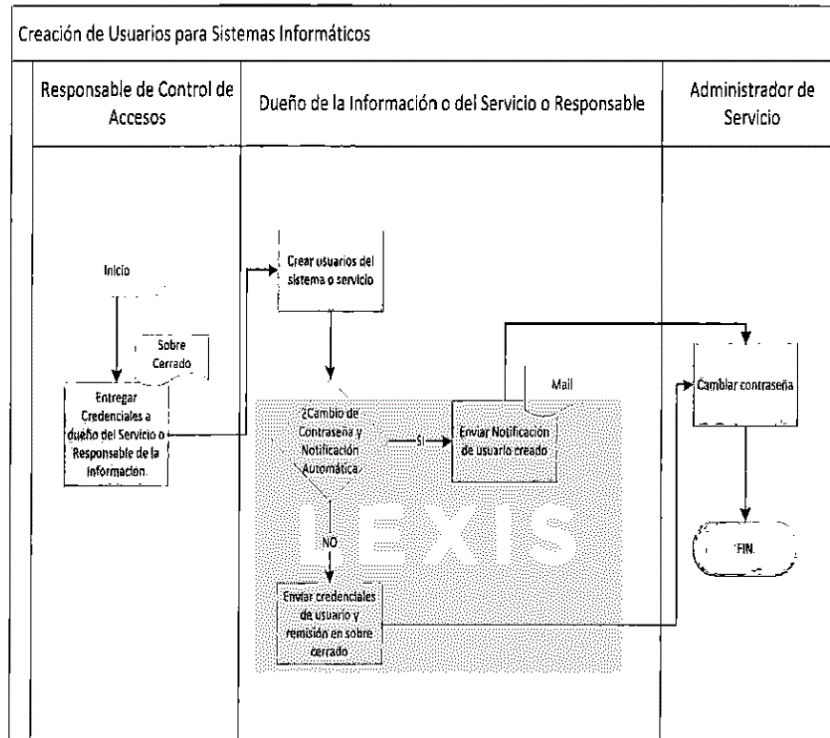 Creación de Usuarios para Sistemas Informáticos
Responsable de Control de
Accesos
Dueño de la Información o del Servicio o Responsable
Administrador de
Servicio
Inicio
Sobre
Cerrado
Entregar
Credenciales a
dueño del Servicio o
Responsable de la
Información.
Crear usuarios del
sistema o servicio
¿Cambio de
Contraseña y
Notificación
Automática
SI
Mail
Enviar Notificación
de usuario creado
NO
Enviar credenciales
de usuario y
remisión en sobre
cerrado
Cambiar contraseña
FIN
LEXIS